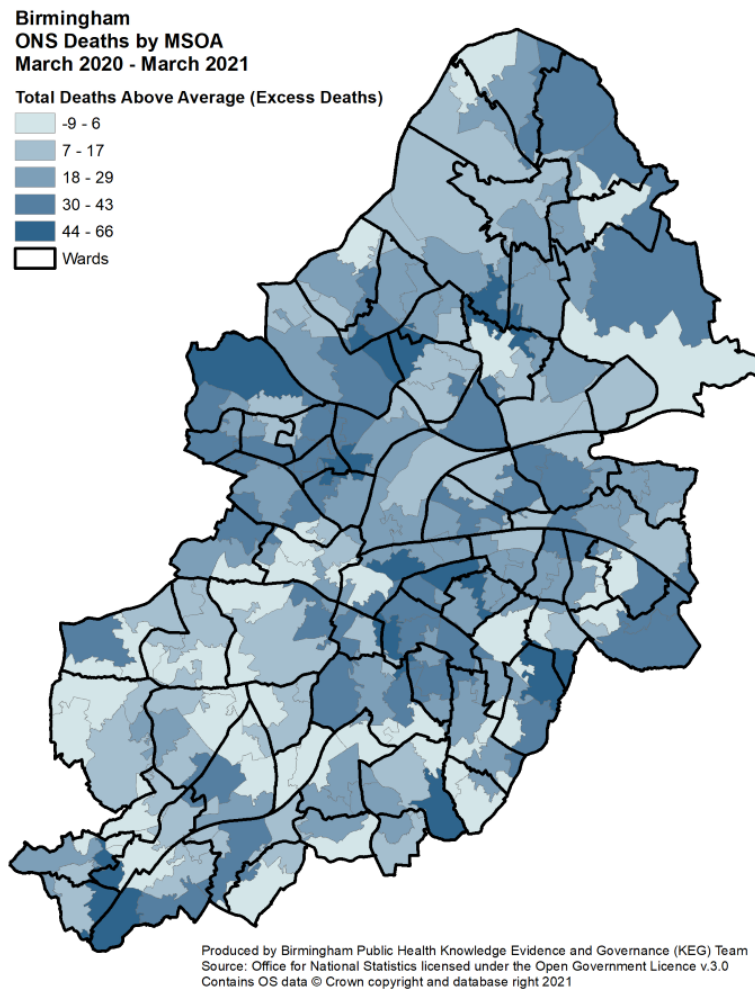 Birmingham
ONS Deaths by MSOA
March 2020 - March 2021
Total Deaths Above Average (Excess Deaths)
-9 - 6
7 - 17
18 - 29
30 - 43
44 - 66
Wards
Produced by Birmingham Public Health Knowledge Evidence and Governance (KEG) Team
Source: Office for National Statistics licensed under the Open Government Licence v.3.0
Contains OS data © Crown copyright and database right 2021